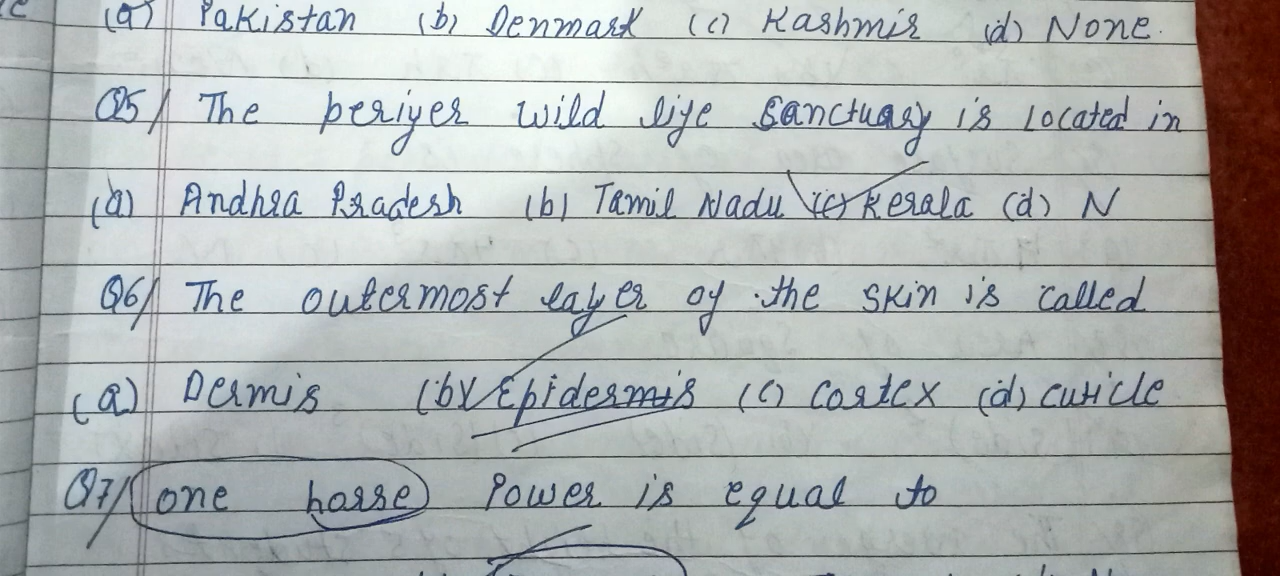 (a) Pakistan (b) Denmark (c) Kashmir (d) None.
Q5/ The periyer wild life Sanctuary is located in
(a) Andhra Pradesh (b) Tamil Nadu (c) Kerala (d) N
Q6/ The outermost layer of the skin is called
(a) Dermis (b) Epidermis (c) cortex (d) cuticle
Q7/ one horse Power is equal to